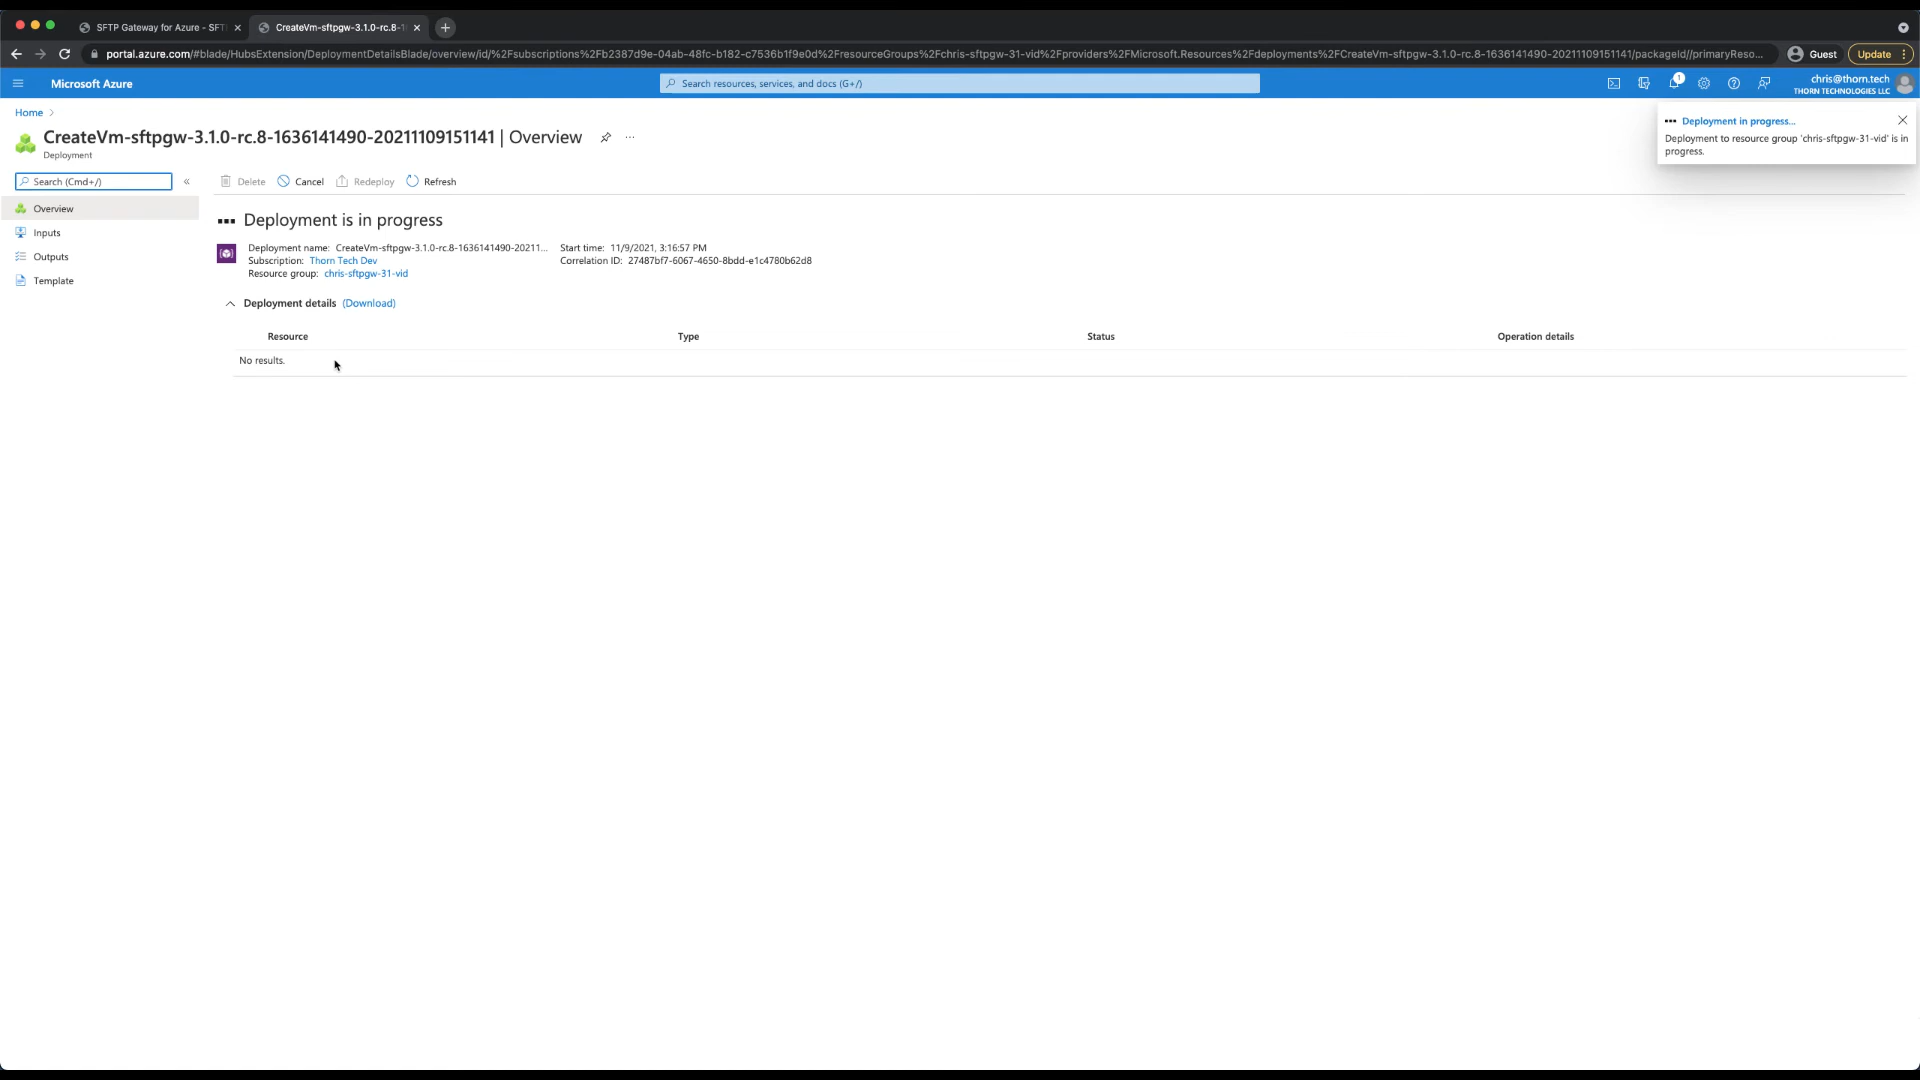 SFTP Gateway for Azure - SFT
CreateVm-sftpgw-3.1.0-rc.8-1
portal.azure.com/#blade/HubsExtension/DeploymentDetailsBlade/overview/id/%2Fsubscriptions%2Fb2387d9e-04ab-48fc-b182-c7536b1f9e0d%2FresourceGroups%2Fchris-sftpgw-31-vid%2Fproviders%2FMicrosoft.Resources%2Fdeployments%2FCreateVm-sftpgw-3.1.0-rc.8-1636141490-20211109151141/packageId//primaryReso...
Guest
Update
Microsoft Azure
Search resources, services, and docs (G+/)
1
chris@thorn.tech
THORN TECHNOLOGIES LLC
Home
CreateVm-sftpgw-3.1.0-rc.8-1636141490-20211109151141 | Overview
Deployment
Deployment in progress...
Deployment to resource group 'chris-sftpgw-31-vid' is in
progress.
Search (Cmd+/)
Delete
Cancel
Redeploy
Refresh
Overview
Inputs
Outputs
Template
Deployment is in progress
Deployment name: CreateVm-sftpgw-3.1.0-rc.8-1636141490-20211...
Subscription: Thorn Tech Dev
Resource group: chris-sftpgw-31-vid
Start time: 11/9/2021, 3:16:57 PM
Correlation ID: 27487bf7-6067-4650-8bdd-e1c4780b62d8
Deployment details (Download)
Resource
Type
Status
Operation details
No results.